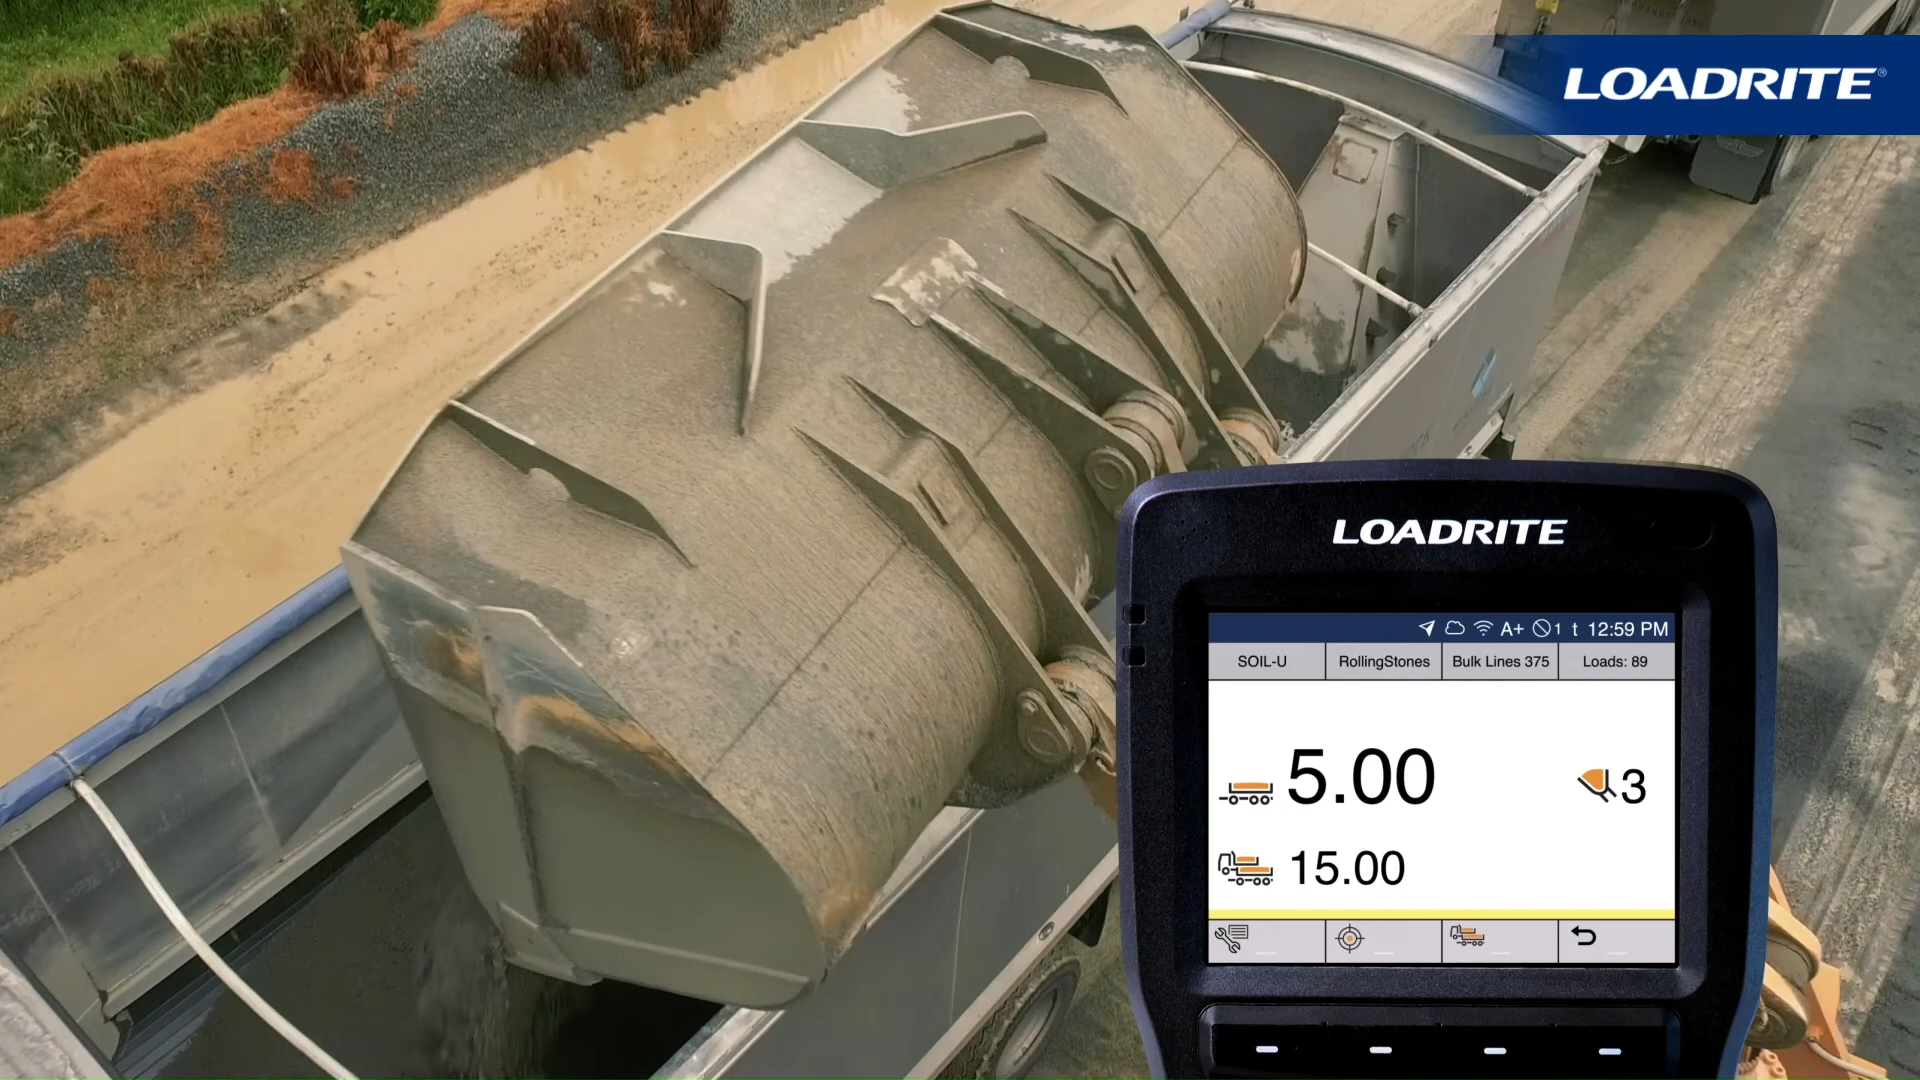 LOADRITE®
LOADRITE
A+ 1 t 12:59 PM
SOIL-U RollingStones Bulk Lines 375 Loads: 89
5.00 3
15.00